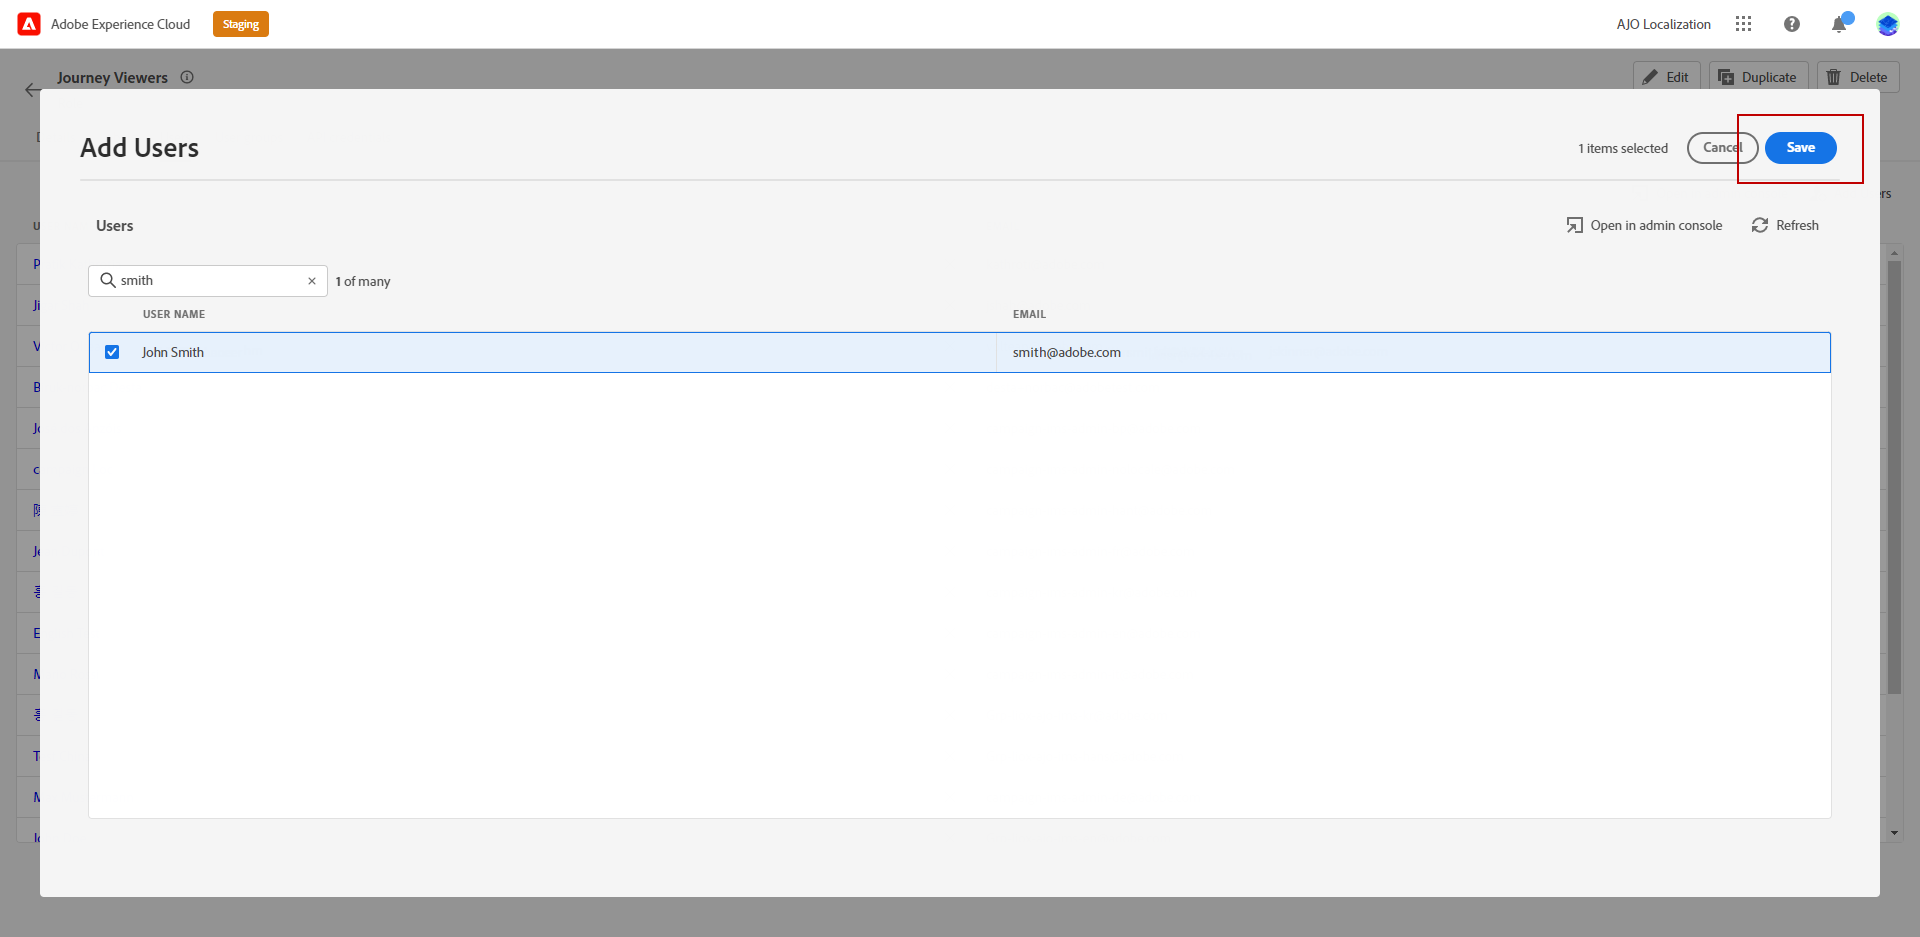 Adobe Experience Cloud
Staging
AJO Localization
Journey Viewers
Edit
Duplicate
Delete
Add Users
1 items selected
Cancel
Save
Users
Open in admin console
Refresh
smith
1 of many
USER NAME
EMAIL
John Smith
smith@adobe.com